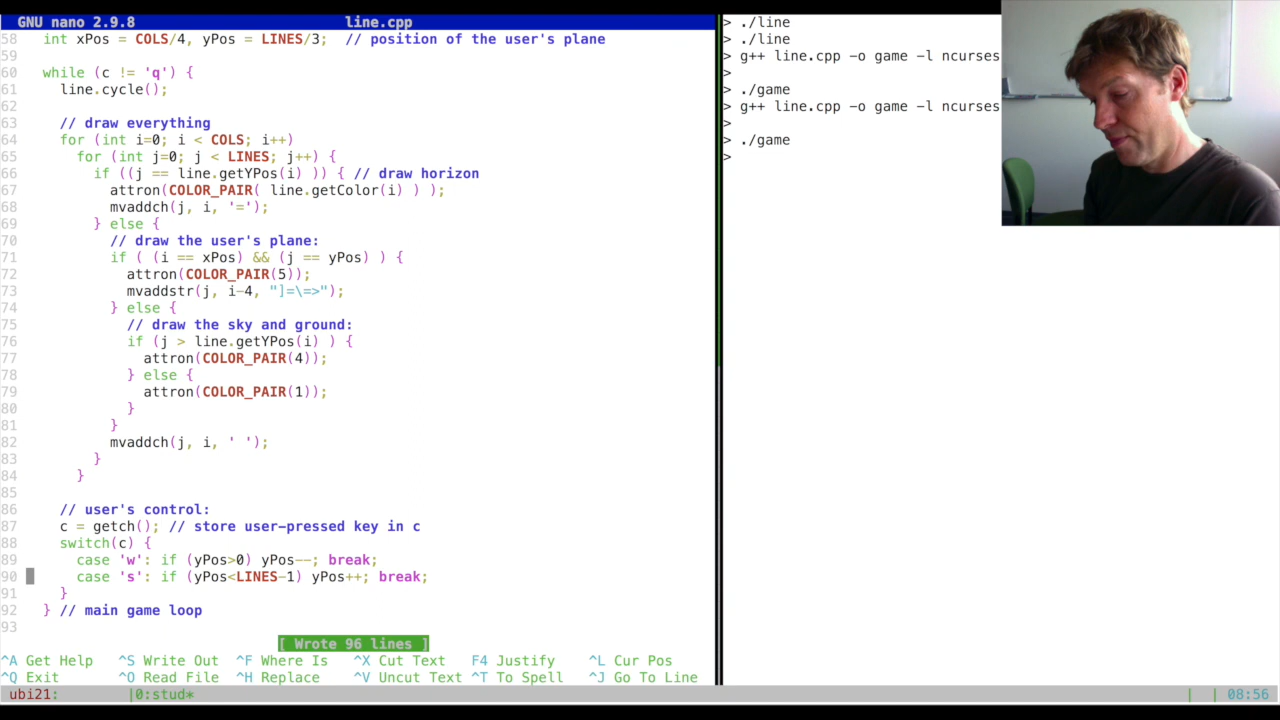 GNU nano 2.9.8 line.cpp
58 int xPos = COLS/4, yPos = LINES/3; // position of the user's plane
59
60 while (c != 'q') {
61 line.cycle();
62
63 // draw everything
64 for (int i=0; i < COLS; i++)
65 for (int j=0; j < LINES; j++) {
66 if ((j == line.getYPos(i) )) { // draw horizon
67 attron(COLOR_PAIR( line.getColor(i) ) );
68 mvaddch(j, i, '=');
69 } else {
70 // draw the user's plane:
71 if ( (i == xPos) && (j == yPos) ) {
72 attron(COLOR_PAIR(5));
73 mvaddstr(j, i-4, "]=\=>");
74 } else {
75 // draw the sky and ground:
76 if (j > line.getYPos(i) ) {
77 attron(COLOR_PAIR(4));
78 } else {
79 attron(COLOR_PAIR(1));
80 }
81 }
82 mvaddch(j, i, ' ');
83 }
84 }
85
86 // user's control:
87 c = getch(); // store user-pressed key in c
88 switch(c) {
89 case 'w': if (yPos>0) yPos--; break;
90 case 's': if (yPos<LINES-1) yPos++; break;
91 }
92 } // main game loop
93
[ Wrote 96 lines ]
^A Get Help ^S Write Out ^F Where Is ^X Cut Text F4 Justify ^L Cur Pos
^Q Exit ^O Read File ^H Replace ^V Uncut Text ^T To Spell ^J Go To Line
ubi21: |0:stud* | | 08:56
> ./line
> ./line
> g++ line.cpp -o game -l ncurses
>
> ./game
> g++ line.cpp -o game -l ncurses
>
> ./game
>